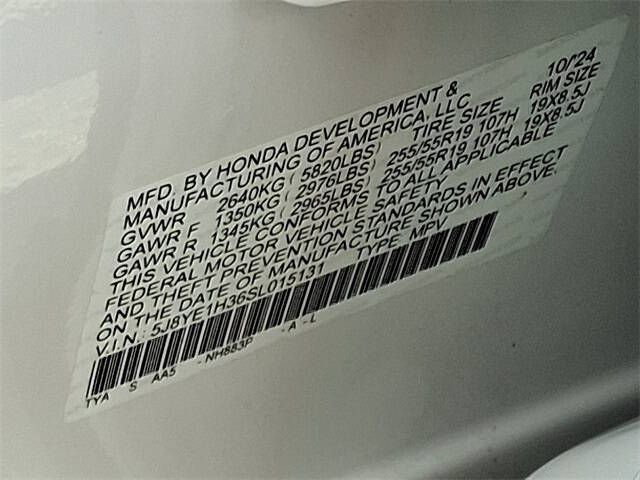 MFD. BY HONDA DEVELOPMENT & 10/'24
MANUFACTURING OF AMERICA, LLC
TIRE SIZE RIM SIZE
GVWR 2640KG ( 5820LBS)
GAWR F 1350KG ( 2976LBS) 255/55R19 107H 19X8.5J
GAWR R 1345KG ( 2965LBS) 255/55R19 107H 19X8.5J
THIS VEHICLE CONFORMS TO ALL APPLICABLE
FEDERAL MOTOR VEHICLE SAFETY
AND THEFT PREVENTION STANDARDS IN EFFECT
ON THE DATE OF MANUFACTURE SHOWN ABOVE.
V.I.N.: 5J8YE1H36SL015131 TYPE MPV
TYA S AA5 - NH883P - A - L